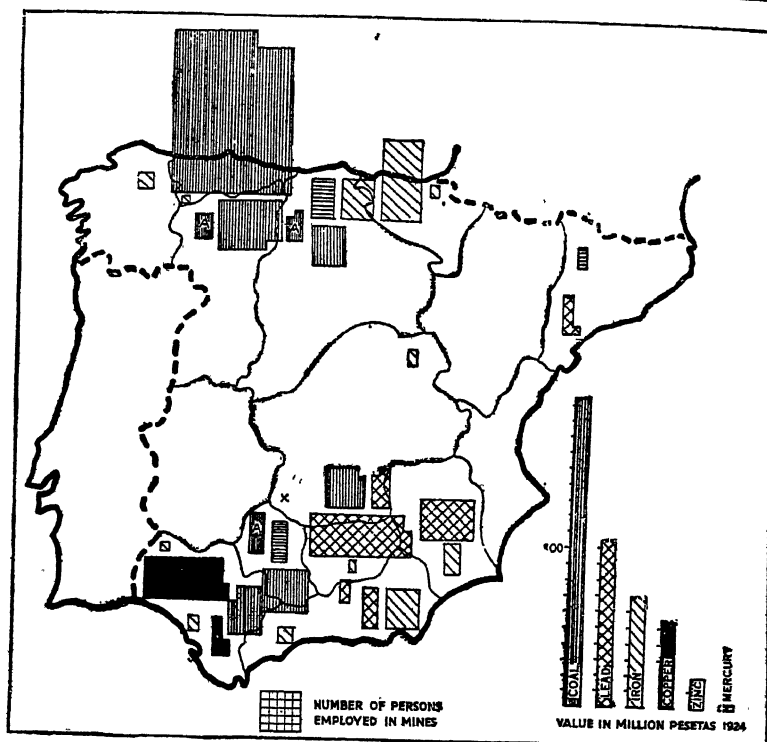 A
A
A
X
100
COAL
LEAD
IRON
COPPER
ZINC
MERCURY
NUMBER OF PERSONS
EMPLOYED IN MINES
VALUE IN MILLION PESETAS 1924